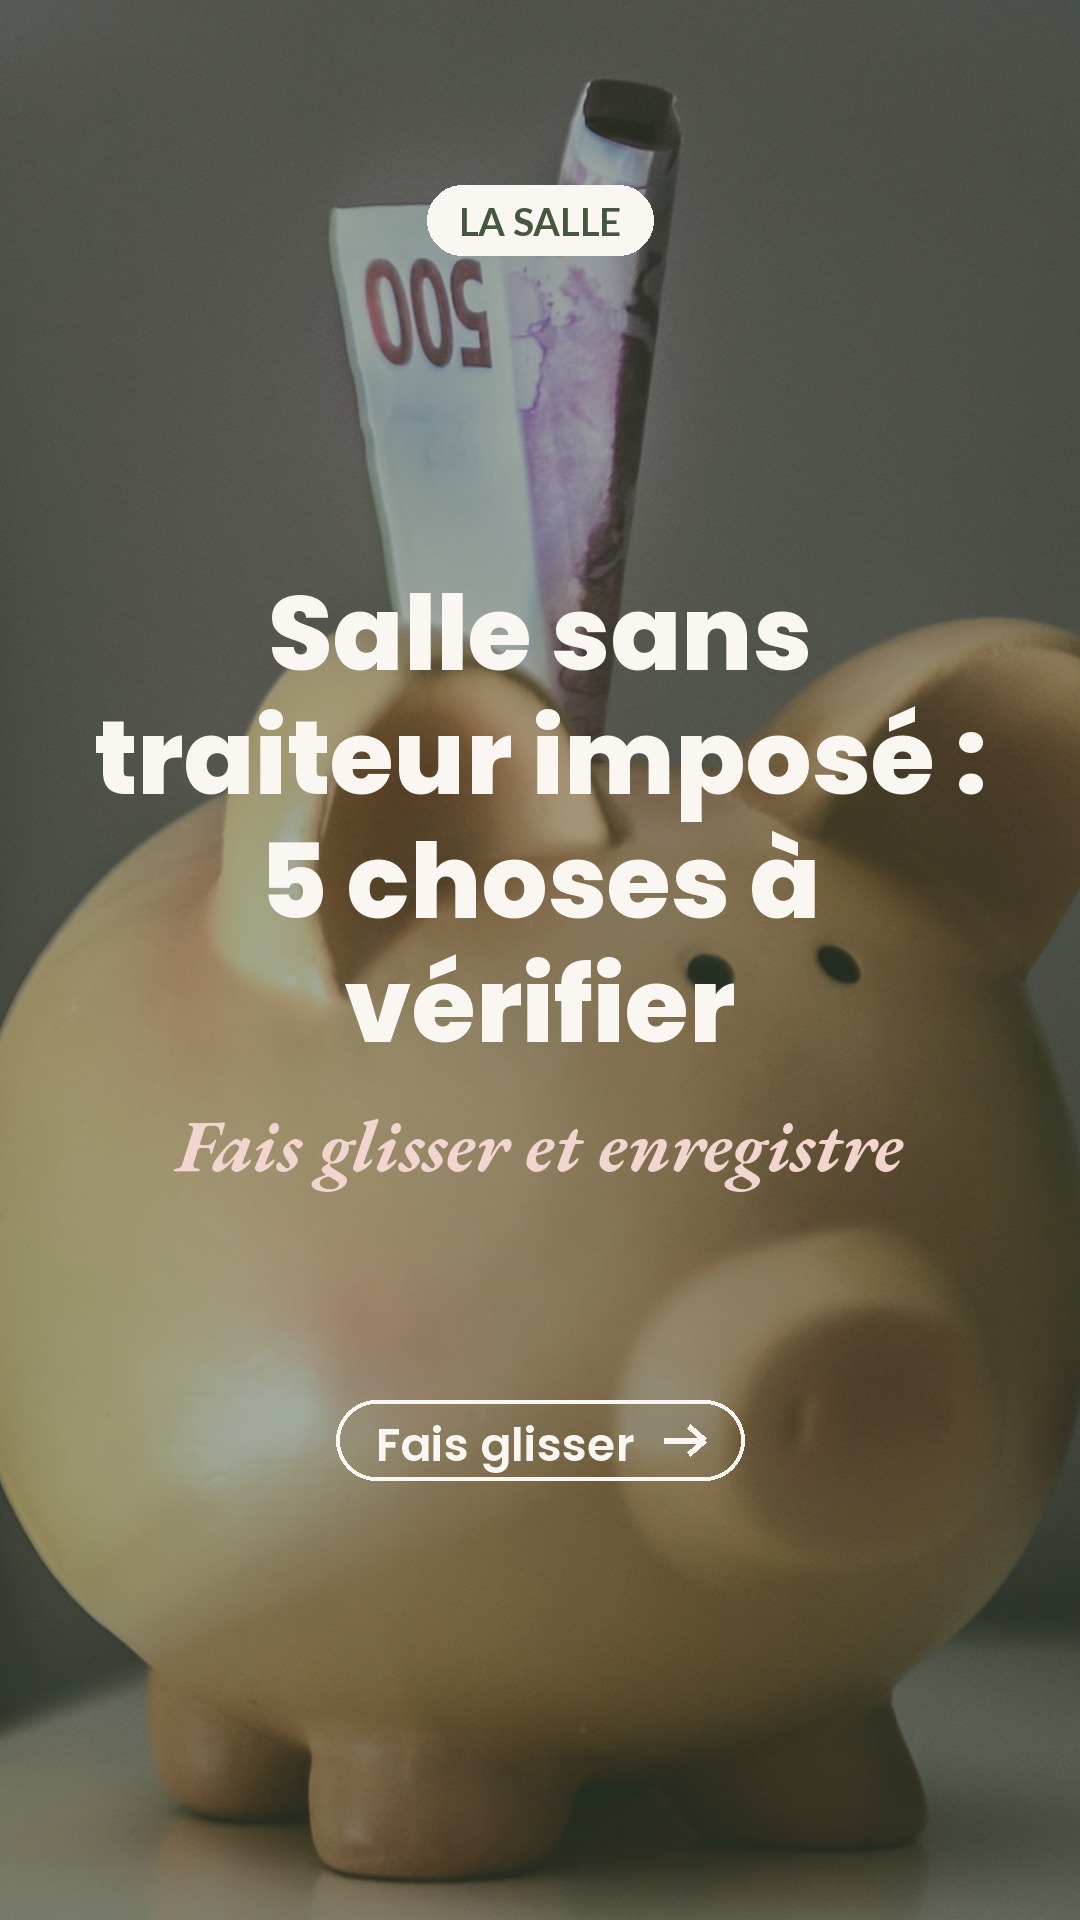 LA SALLE
500
Salle sans
traiteur imposé :
5 choses à
vérifier
Fais glisser et enregistre
Fais glisser →